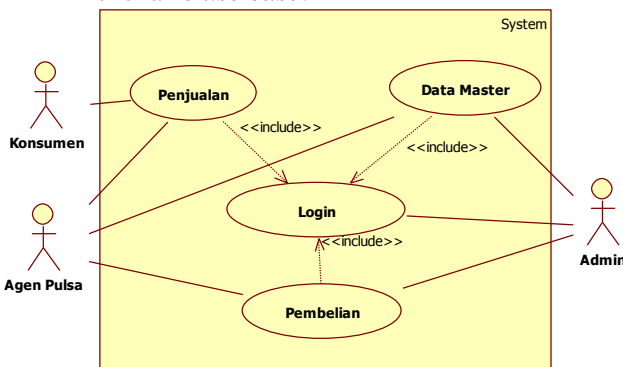 System
Penjualan
Data Master
Konsumen
<<include>>
<<include>>
Login
<<include>>
Agen Pulsa
Admin
Pembelian